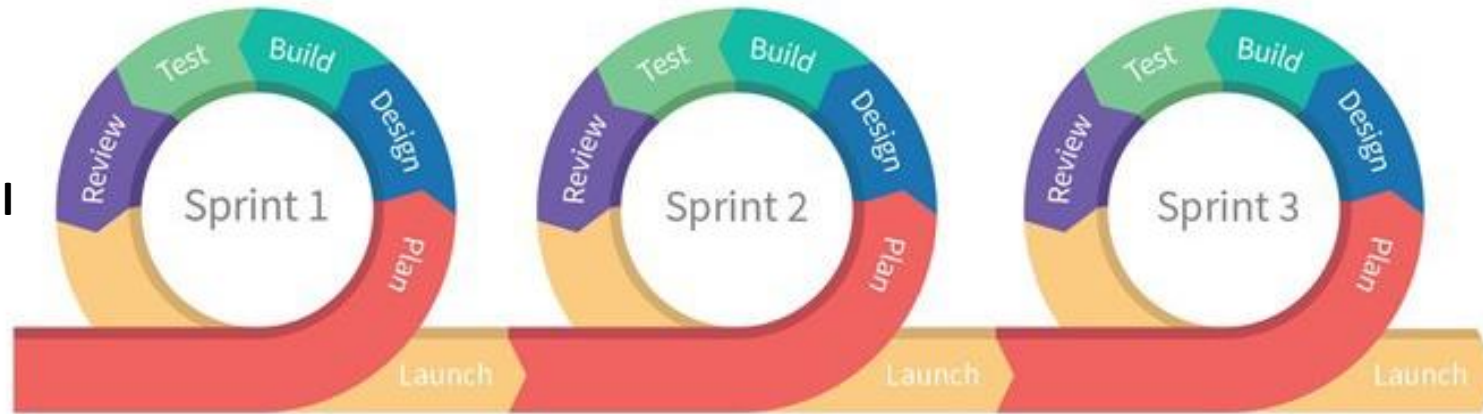 Test
Build
Design
Review
Sprint 1
Plan
Launch
Test
Build
Design
Review
Sprint 2
Plan
Launch
Test
Build
Design
Review
Sprint 3
Plan
Launch